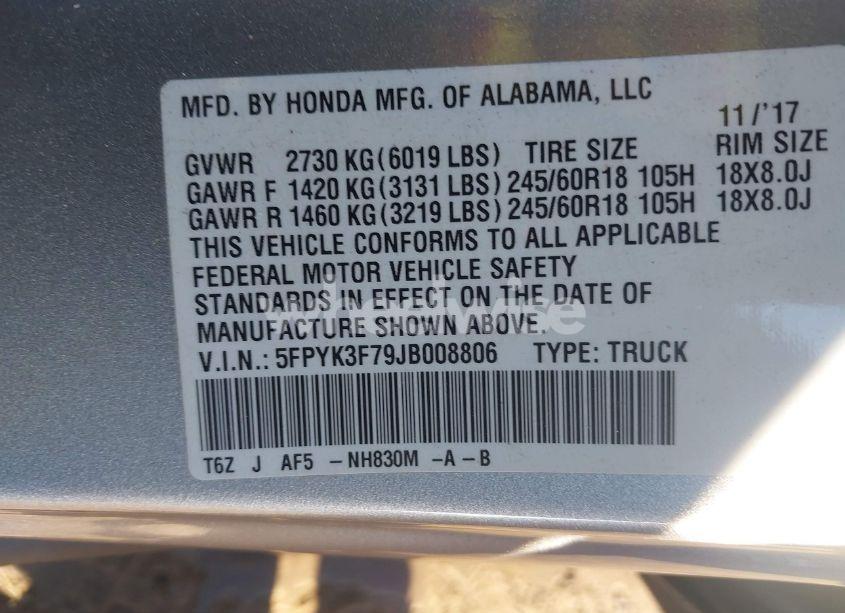 MFD. BY HONDA MFG. OF ALABAMA, LLC
11/'17
GVWR 2730 KG(6019 LBS) TIRE SIZE RIM SIZE
GAWR F 1420 KG(3131 LBS) 245/60R18 105H 18X8.0J
GAWR R 1460 KG(3219 LBS) 245/60R18 105H 18X8.0J
THIS VEHICLE CONFORMS TO ALL APPLICABLE
FEDERAL MOTOR VEHICLE SAFETY
STANDARDS IN EFFECT ON THE DATE OF
MANUFACTURE SHOWN ABOVE.
V.I.N.: 5FPYK3F79JB008806 TYPE: TRUCK
T6Z J AF5 -NH830M -A -B